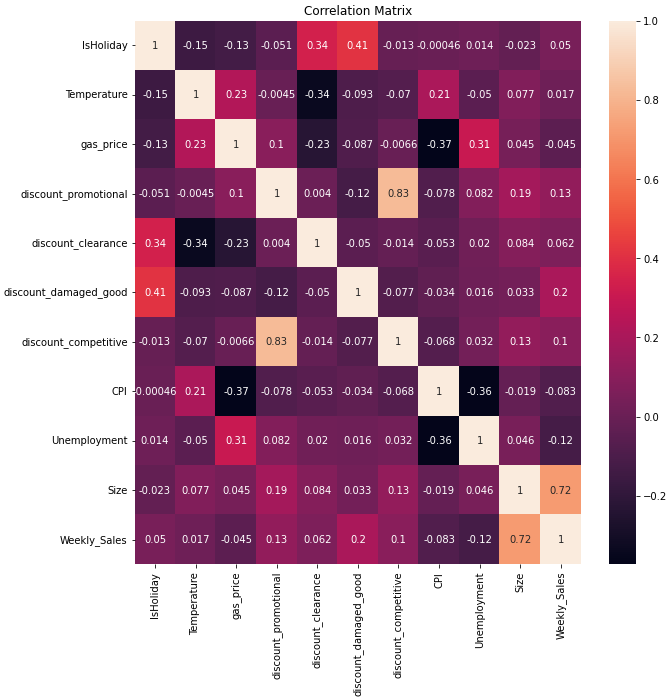 Correlation Matrix
IsHoliday 1 -0.15 -0.13 -0.051 0.34 0.41 -0.013 -0.00046 0.014 -0.023 0.05
Temperature -0.15 1 0.23 -0.0045 -0.34 -0.093 -0.07 0.21 -0.05 0.077 0.017
gas_price -0.13 0.23 1 0.1 -0.23 -0.087 -0.0066 -0.37 0.31 0.045 -0.045
discount_promotional -0.051 -0.0045 0.1 1 0.004 -0.12 0.83 -0.078 0.082 0.19 0.13
discount_clearance 0.34 -0.34 -0.23 0.004 1 -0.05 -0.014 -0.053 0.02 0.084 0.062
discount_damaged_good 0.41 -0.093 -0.087 -0.12 -0.05 1 -0.077 -0.034 0.016 0.033 0.2
discount_competitive -0.013 -0.07 -0.0066 0.83 -0.014 -0.077 1 -0.068 0.032 0.13 0.1
CPI -0.00046 0.21 -0.37 -0.078 -0.053 -0.034 -0.068 1 -0.36 -0.019 -0.083
Unemployment 0.014 -0.05 0.31 0.082 0.02 0.016 0.032 -0.36 1 0.046 -0.12
Size -0.023 0.077 0.045 0.19 0.084 0.033 0.13 -0.019 0.046 1 0.72
Weekly_Sales 0.05 0.017 -0.045 0.13 0.062 0.2 0.1 -0.083 -0.12 0.72 1
IsHoliday
Temperature
gas_price
discount_promotional
discount_clearance
discount_damaged_good
discount_competitive
CPI
Unemployment
Size
Weekly_Sales
1.0
0.8
0.6
0.4
0.2
0.0
-0.2